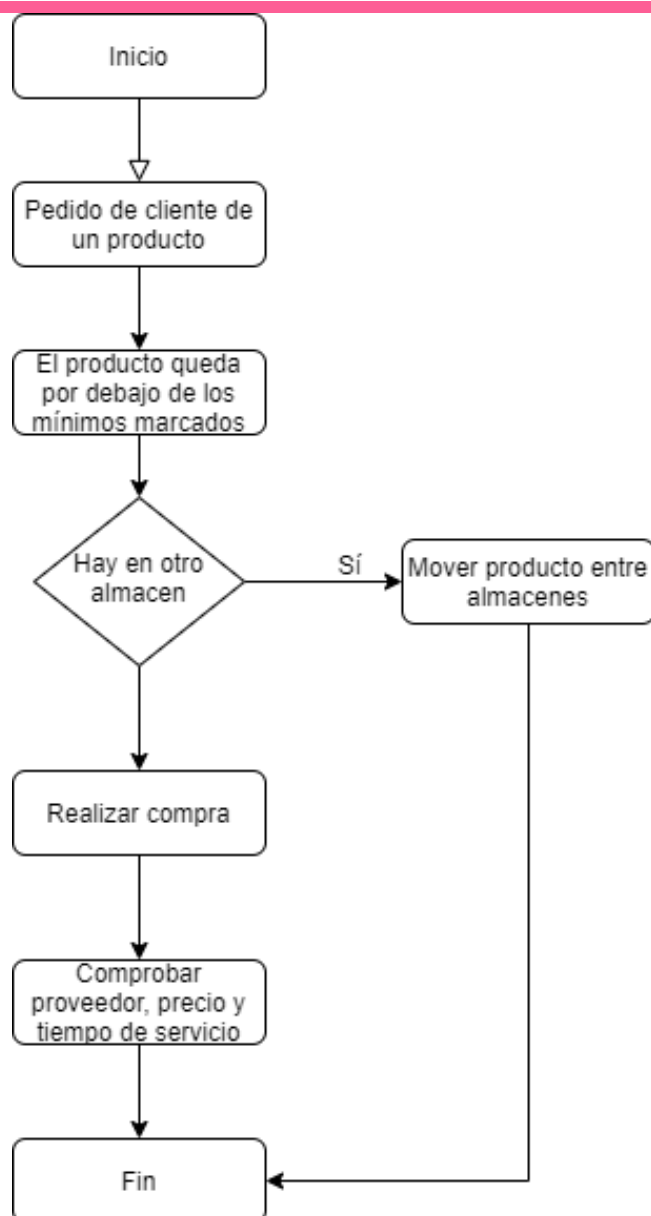 Inicio
Pedido de cliente de
un producto
El producto queda
por debajo de los
mínimos marcados
Hay en otro
almacen
Sí
Mover producto entre
almacenes
Realizar compra
Comprobar
proveedor, precio y
tiempo de servicio
Fin